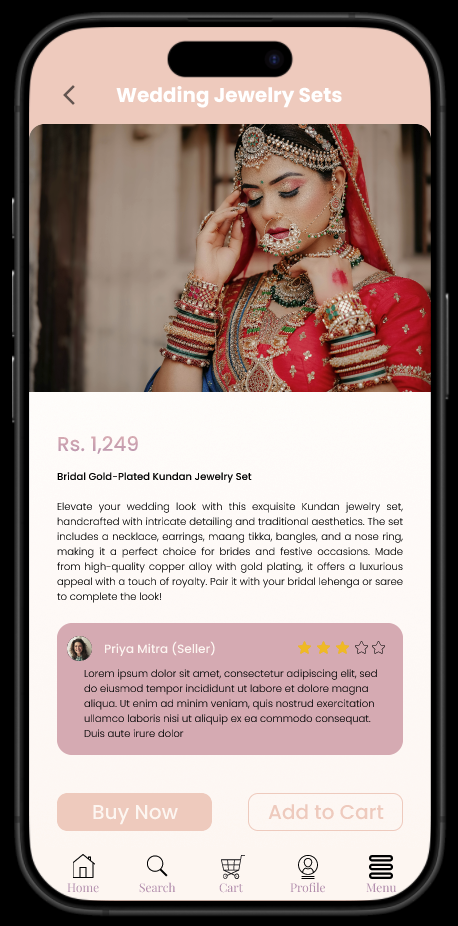 Wedding Jewelry Sets
Rs. 1,249
Bridal Gold-Plated Kundan Jewelry Set
Elevate your wedding look with this exquisite Kundan jewelry set,
handcrafted with intricate detailing and traditional aesthetics. The set
includes a necklace, earrings, maang tikka, bangles, and a nose ring,
making it a perfect choice for brides and festive occasions. Made
from high-quality copper alloy with gold plating, it offers a luxurious
appeal with a touch of royalty. Pair it with your bridal lehenga or saree
to complete the look!
Priya Mitra (Seller)
Lorem ipsum dolor sit amet, consectetur adipiscing elit, sed
do eiusmod tempor incididunt ut labore et dolore magna
aliqua. Ut enim ad minim veniam, quis nostrud exercitation
ullamco laboris nisi ut aliquip ex ea commodo consequat.
Duis aute irure dolor
Buy Now Add to Cart
Home Search Cart Profile Menu